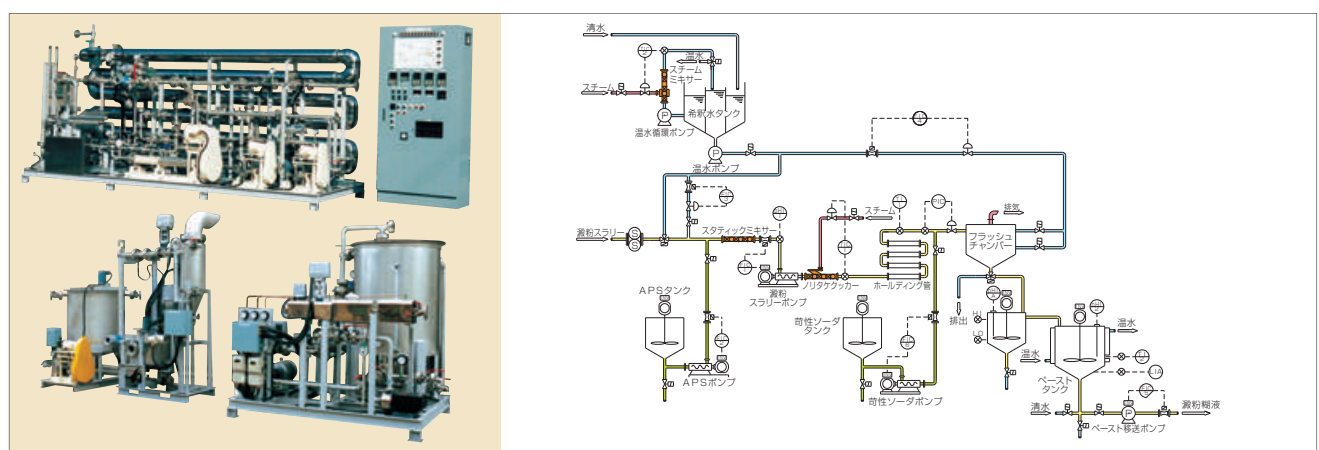 清水
温水
スチーム
ミキサー
スチーム
希釈水タンク
温水循環ポンプ
温水ポンプ
スチーム
排気
澱粉スラリー
スタティックミキサー
フラッシュ
チャンバー
澱粉
スラリーポンプ
ノリタケクッカー
ホールディング管
PIC
APSタンク
苛性ソーダ
タンク
排出
温水
温水
LIA
ペースト
タンク
APSポンプ
苛性ソーダポンプ
清水
澱粉糊液
ペースト移送ポンプ